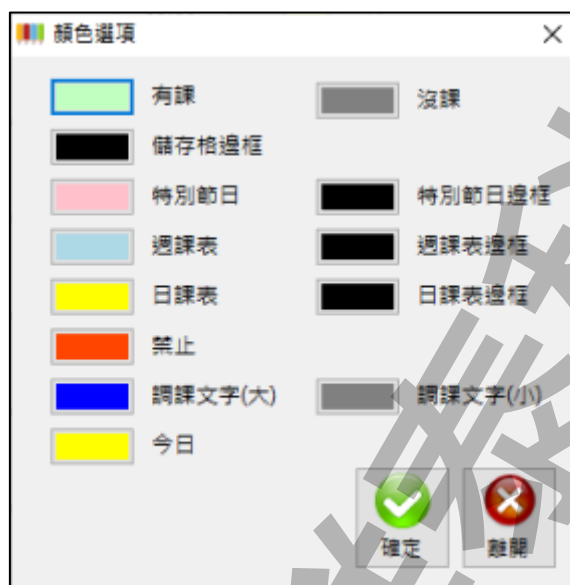 顏色選項
有課 沒課
儲存格邊框
特別節日 特別節日邊框
週課表 週課表邊框
日課表 日課表邊框
禁止
調課文字(大) 調課文字(小)
今日
確定 離開